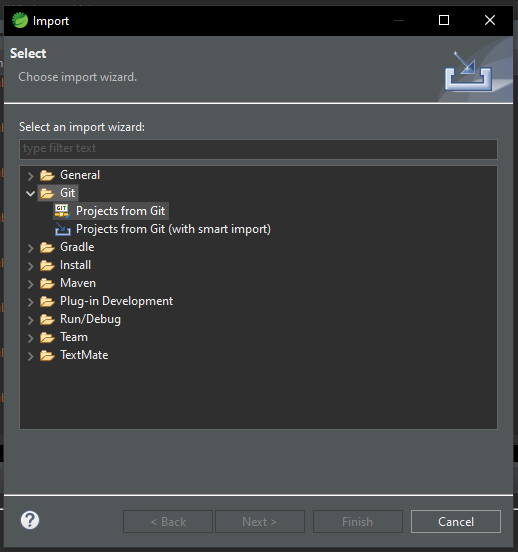 Import
Select
Choose import wizard.
Select an import wizard:
type filter text
General
Git
GIT
Projects from Git
Projects from Git (with smart import)
Gradle
Install
Maven
Plug-in Development
Run/Debug
Team
TextMate
?
< Back
Next >
Finish
Cancel